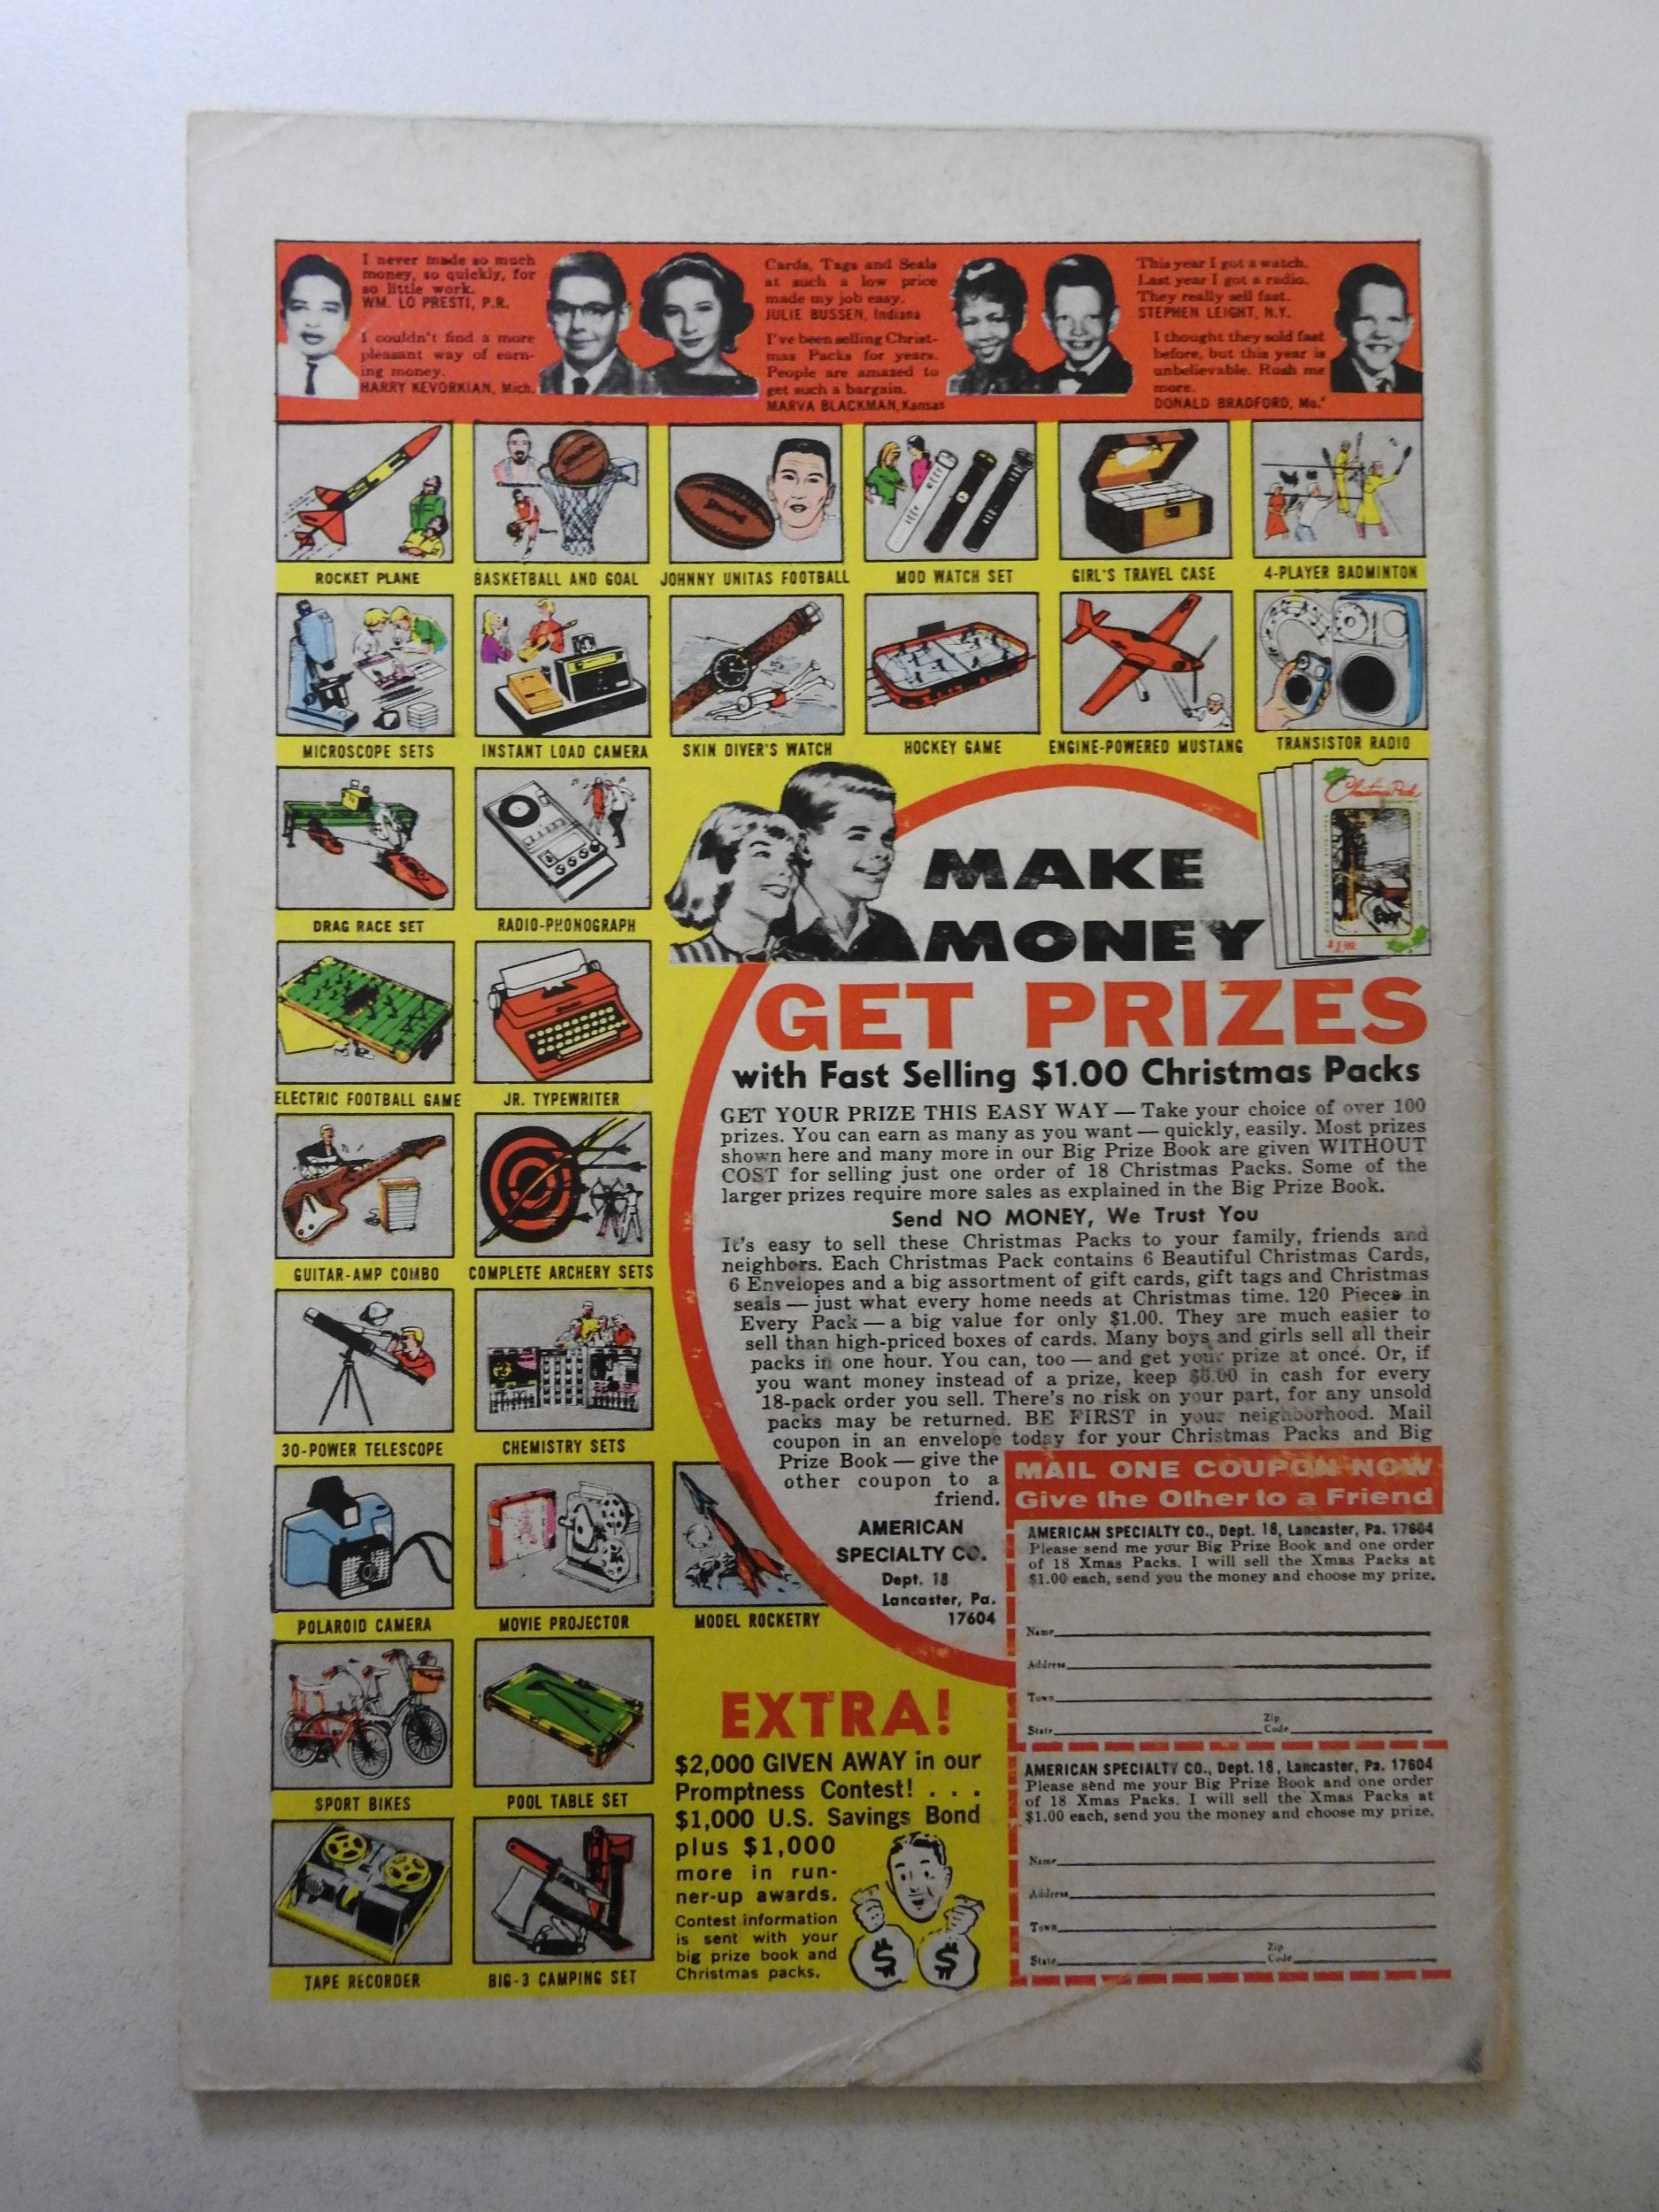 I never made so much
money, so quickly, for
so little work.
WM. LO PRESTI, P.R.
I couldn't find a more
pleasant way of earn-
ing money.
HARRY KEVORKIAN, Mich.
Cards, Tags and Seals
at such a low price
made my job easy.
JULIE BUSSEN, Indiana
I've been selling Christ-
mas Packs for years.
People are amazed to
get such a bargain.
MARVA BLACKMAN, Kansas
This year I got a watch.
Last year I got a radio.
They really sell fast.
STEPHEN LEIGHT, N.Y.
I thought they sold fast
before, but this year is
unbelievable. Rush me
more.
DONALD BRADFORD, Mo.
ROCKET PLANE
BASKETBALL AND GOAL
JOHNNY UNITAS FOOTBALL
MOD WATCH SET
GIRL'S TRAVEL CASE
4-PLAYER BADMINTON
MICROSCOPE SETS
INSTANT LOAD CAMERA
SKIN DIVER'S WATCH
HOCKEY GAME
ENGINE-POWERED MUSTANG
TRANSISTOR RADIO
DRAG RACE SET
RADIO-PHONOGRAPH
ELECTRIC FOOTBALL GAME
JR. TYPEWRITER
GUITAR-AMP COMBO
COMPLETE ARCHERY SETS
30-POWER TELESCOPE
CHEMISTRY SETS
POLAROID CAMERA
MOVIE PROJECTOR
MODEL ROCKETRY
SPORT BIKES
POOL TABLE SET
TAPE RECORDER
BIG-3 CAMPING SET
Christmas Pack
$1.00
MAKE
MONEY
GET PRIZES
with Fast Selling $1.00 Christmas Packs
GET YOUR PRIZE THIS EASY WAY — Take your choice of over 100
prizes. You can earn as many as you want — quickly, easily. Most prizes
shown here and many more in our Big Prize Book are given WITHOUT
COST for selling just one order of 18 Christmas Packs. Some of the
larger prizes require more sales as explained in the Big Prize Book.
Send NO MONEY, We Trust You
It's easy to sell these Christmas Packs to your family, friends and
neighbors. Each Christmas Pack contains 6 Beautiful Christmas Cards,
6 Envelopes and a big assortment of gift cards, gift tags and Christmas
seals — just what every home needs at Christmas time. 120 Pieces in
Every Pack — a big value for only $1.00. They are much easier to
sell than high-priced boxes of cards. Many boys and girls sell all their
packs in one hour. You can, too — and get your prize at once. Or, if
you want money instead of a prize, keep $6.00 in cash for every
18-pack order you sell. There's no risk on your part, for any unsold
packs may be returned. BE FIRST in your neighborhood. Mail
coupon in an envelope today for your Christmas Packs and Big
Prize Book — give the
other coupon to a
friend.
AMERICAN
SPECIALTY CO.
Dept. 18
Lancaster, Pa.
17604
MAIL ONE COUPON NOW
Give the Other to a Friend
AMERICAN SPECIALTY CO., Dept. 18, Lancaster, Pa. 17604
Please send me your Big Prize Book and one order
of 18 Xmas Packs. I will sell the Xmas Packs at
$1.00 each, send you the money and choose my prize.
Name
Address
Town
State Zip Code
AMERICAN SPECIALTY CO., Dept. 18, Lancaster, Pa. 17604
Please send me your Big Prize Book and one order
of 18 Xmas Packs. I will sell the Xmas Packs at
$1.00 each, send you the money and choose my prize.
Name
Address
Town
State Zip Code
EXTRA!
$2,000 GIVEN AWAY in our
Promptness Contest! . . .
$1,000 U.S. Savings Bond
plus $1,000
more in run-
ner-up awards.
Contest information
is sent with your
big prize book and
Christmas packs.
$ $